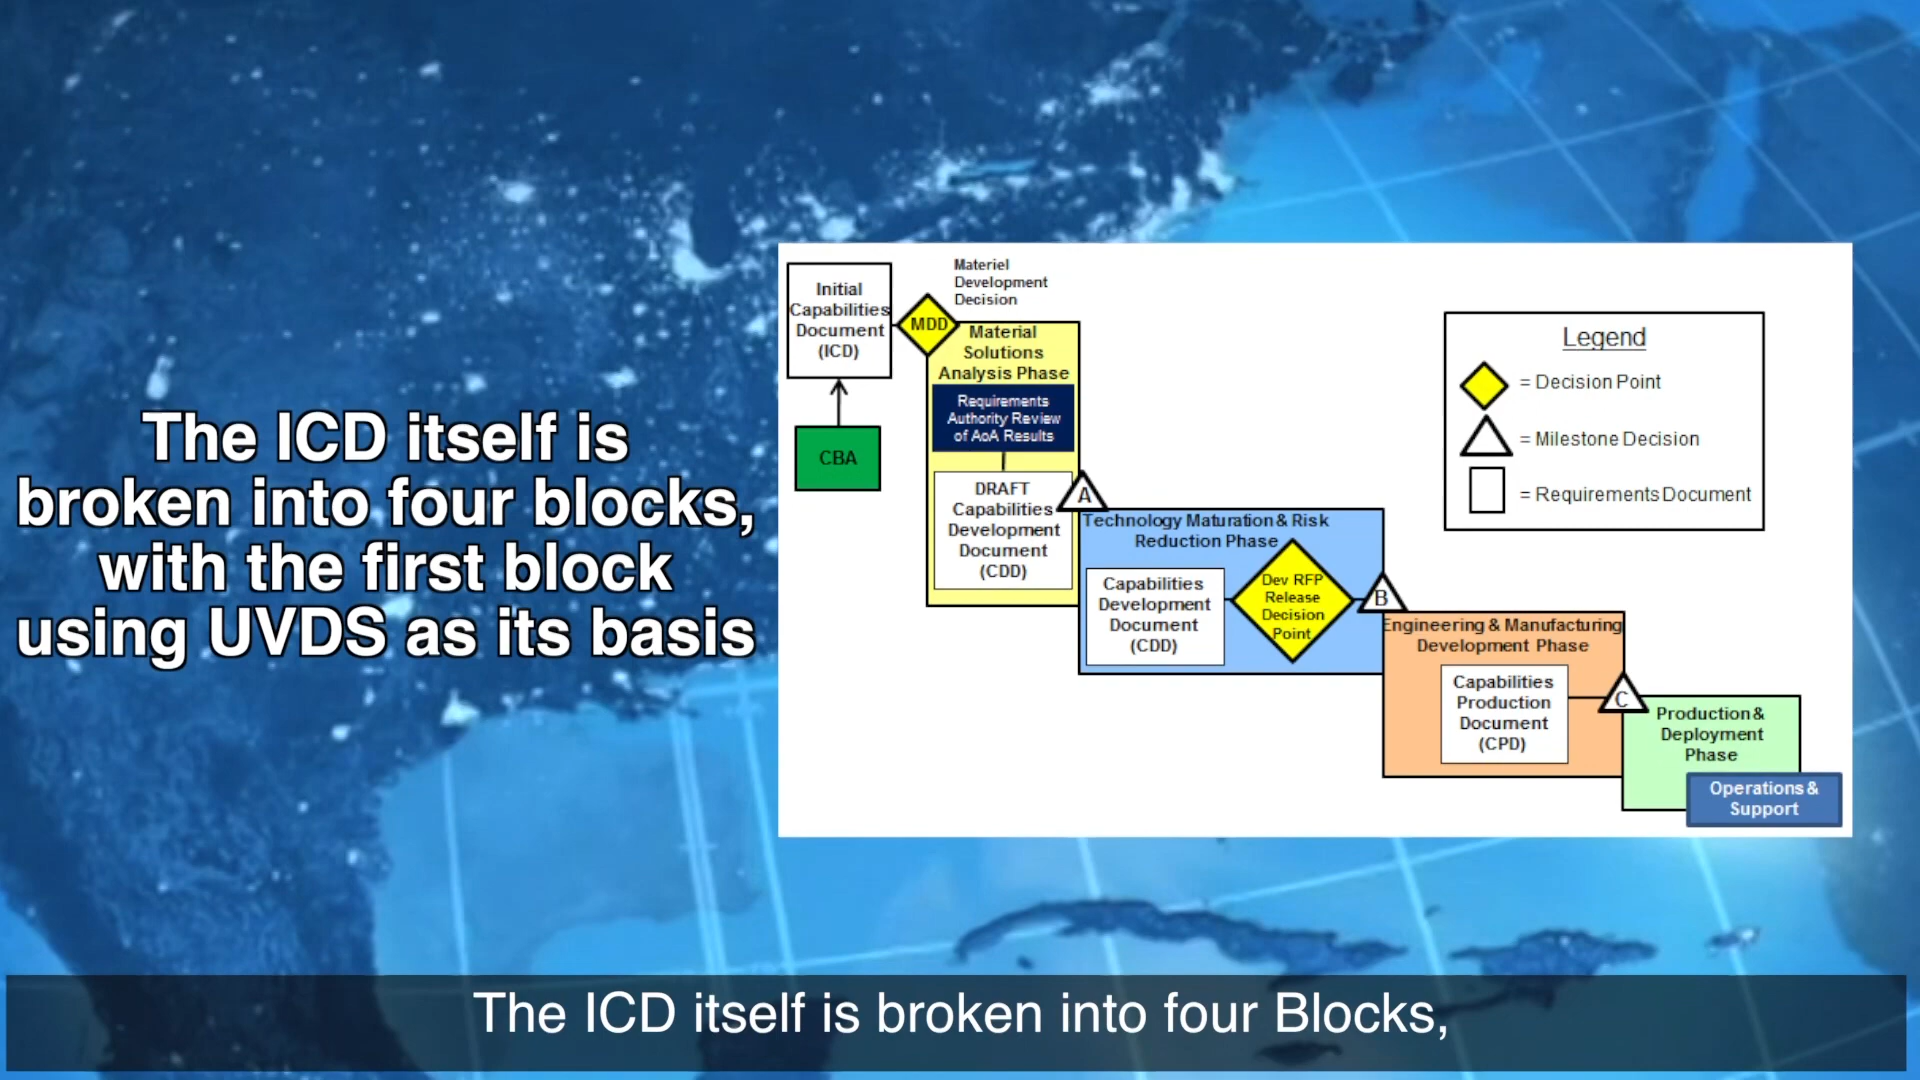 The ICD itself is
broken into four blocks,
with the first block
using UVDS as its basis
Initial
Capabilities
Document
(ICD)
CBA
MDD
Materiel
Development
Decision
Material
Solutions
Analysis Phase
Requirements
Authority Review
of AoA Results
DRAFT
Capabilities
Development
Document
(CDD)
A
Technology Maturation & Risk
Reduction Phase
Capabilities
Development
Document
(CDD)
Dev RFP
Release
Decision
Point
B
Engineering & Manufacturing
Development Phase
Capabilities
Production
Document
(CPD)
C
Production &
Deployment
Phase
Operations &
Support
Legend
= Decision Point
= Milestone Decision
= Requirements Document
The ICD itself is broken into four Blocks,